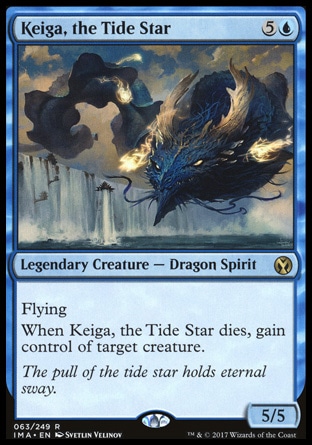 Keiga, the Tide Star 5
Legendary Creature — Dragon Spirit
Flying
When Keiga, the Tide Star dies, gain
control of target creature.
The pull of the tide star holds eternal
sway.
063/249 R
IMA • EN Svetlin Velinov
™ & © 2017 Wizards of the Coast
5/5